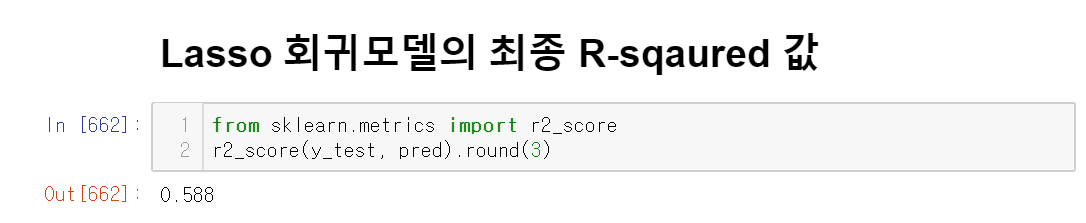 Lasso 회귀모델의 최종 R-sqaured 값
In [662]:
1 from sklearn.metrics import r2_score
2 r2_score(y_test, pred).round(3)
Out[662]: 0.588